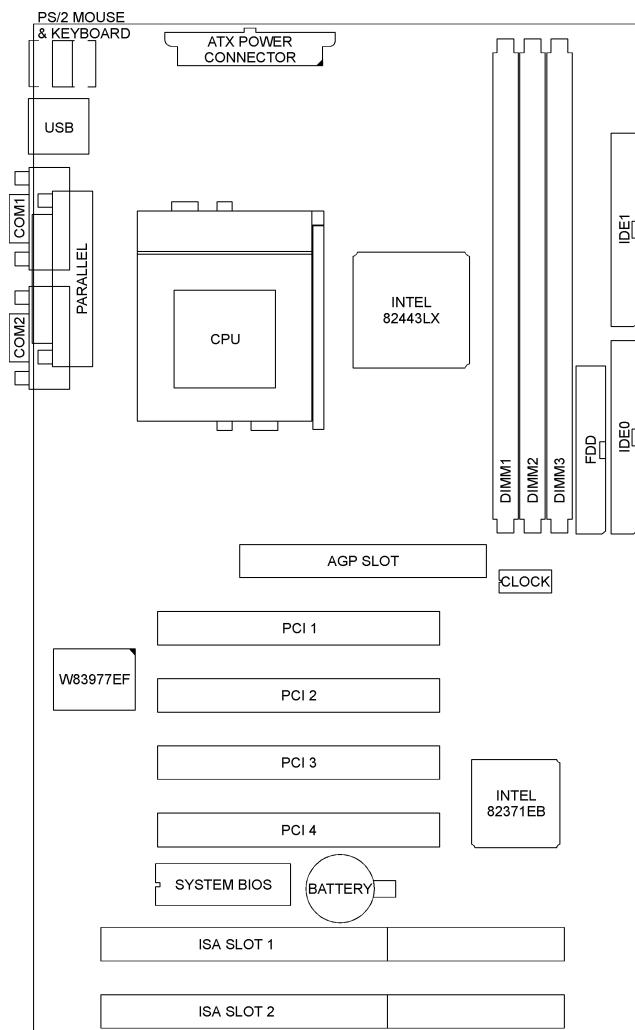 PS/2 MOUSE
& KEYBOARD
ATX POWER
CONNECTOR
USB
COM1
PARALLEL
COM2
CPU
INTEL
82443LX
DIMM1
DIMM2
DIMM3
FDD
IDE1
IDE0
AGP SLOT
CLOCK
PCI 1
W83977EF
PCI 2
PCI 3
INTEL
82371EB
PCI 4
SYSTEM BIOS
BATTERY
ISA SLOT 1
ISA SLOT 2